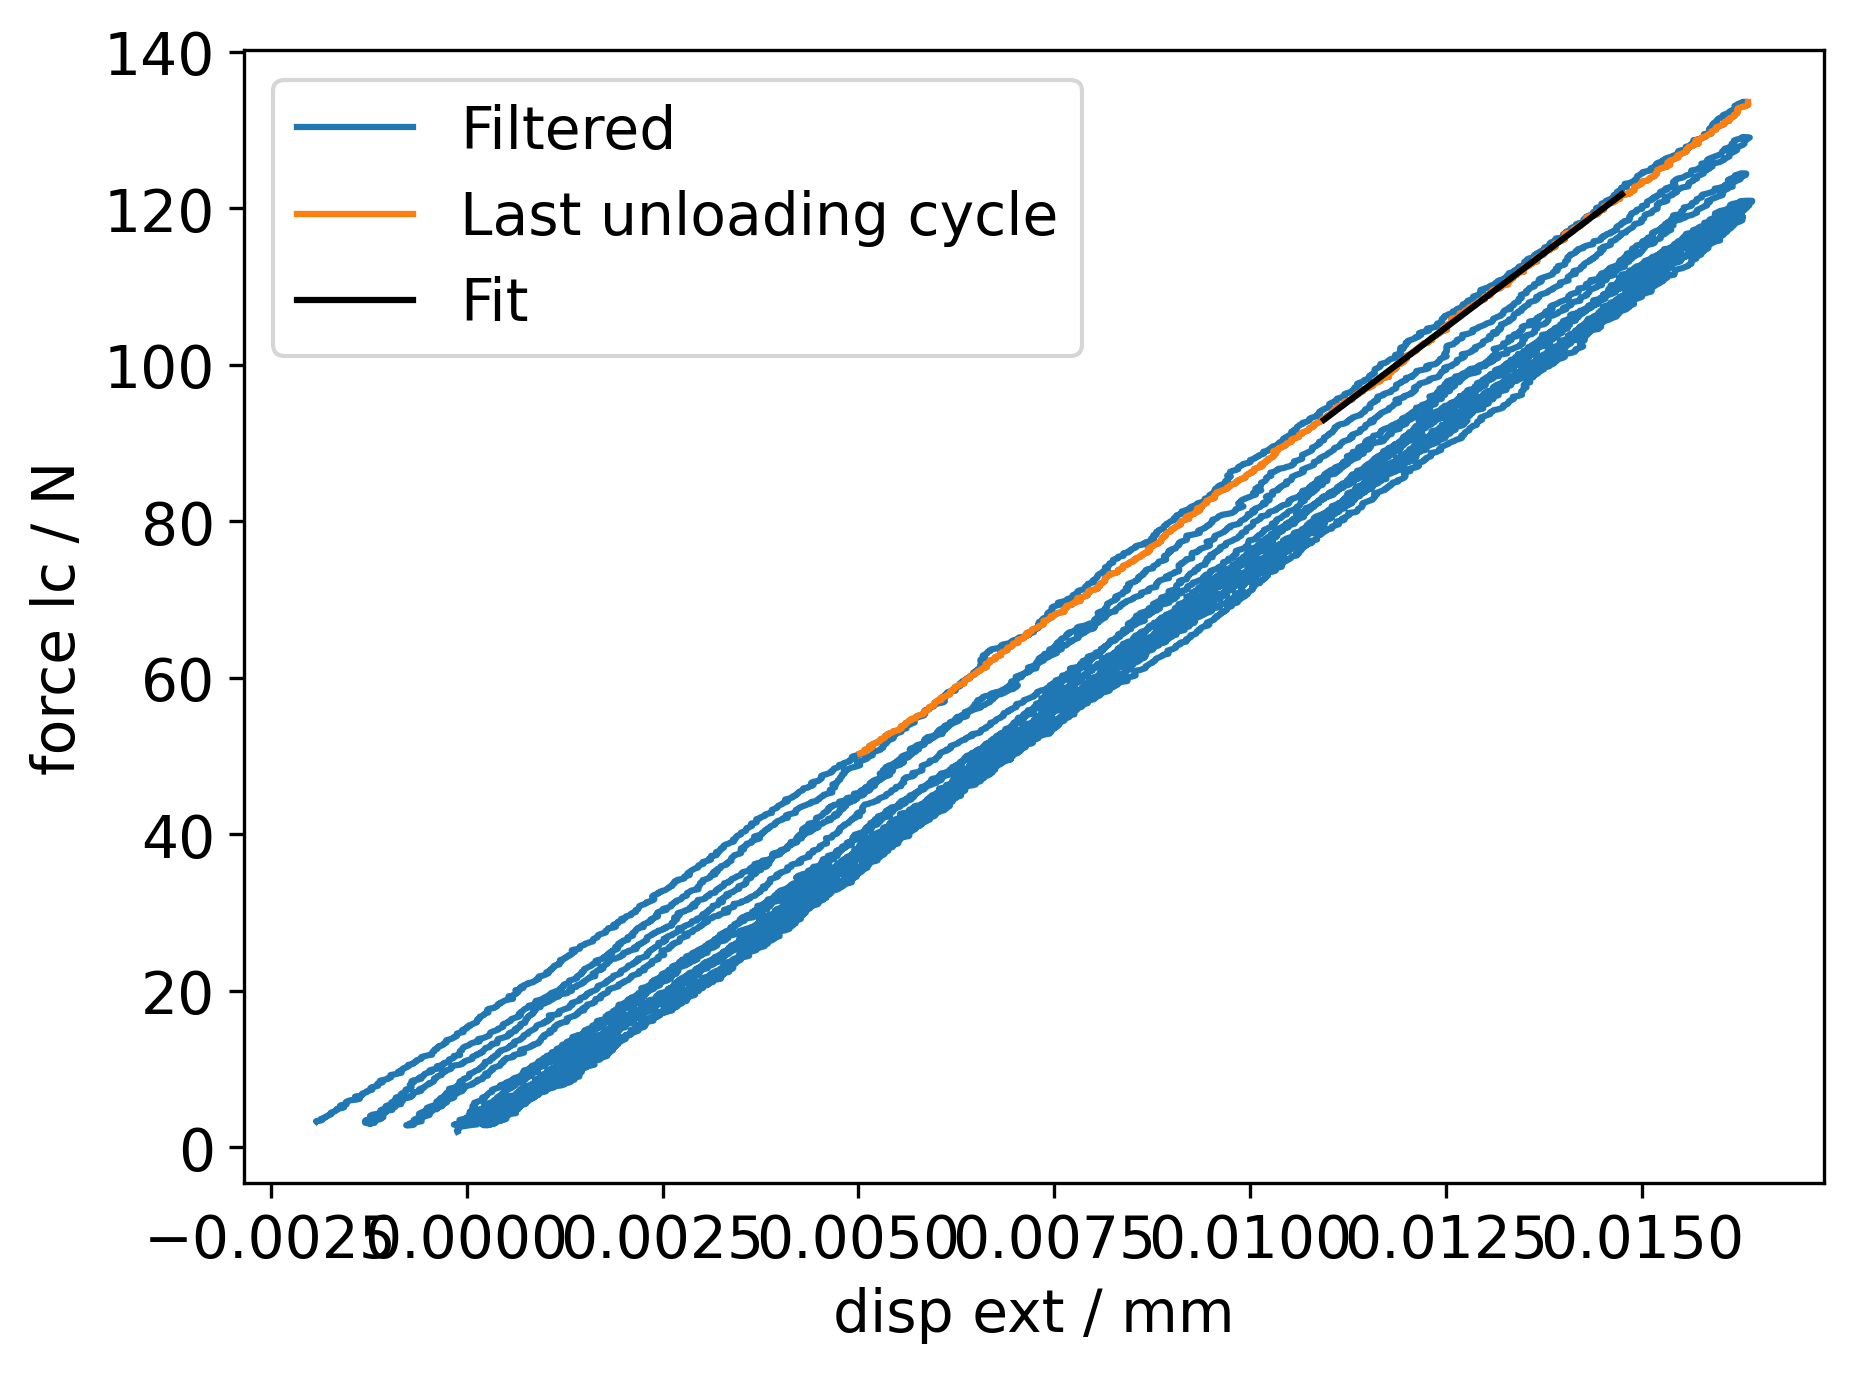 140
120
100
80
60
40
20
0
force lc / N
Filtered
Last unloading cycle
Fit
−0.0025 0.0000 0.0025 0.0050 0.0075 0.0100 0.0125 0.0150
disp ext / mm